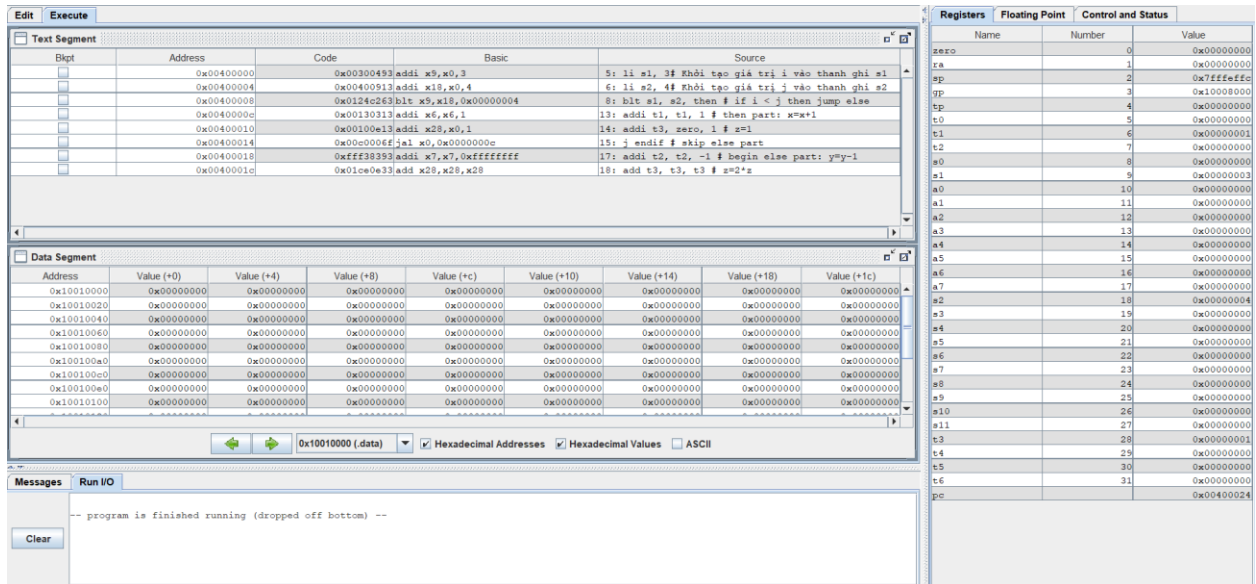 Edit Execute
Text Segment
Bkpt Address Code Basic Source
0x00400000 0x00300493 addi x9,x0,3 5: li s1, 3# Khởi tạo giá trị i vào thanh ghi s1
0x00400004 0x00400913 addi x18,x0,4 6: li s2, 4# Khởi tạo giá trị j vào thanh ghi s2
0x00400008 0x0124c263 blt x9,x18,0x00000004 8: blt s1, s2, then # if i < j then jump else
0x0040000c 0x00130313 addi x6,x6,1 13: addi t1, t1, 1 # then part: x=x+1
0x00400010 0x00100e13 addi x28,x0,1 14: addi t3, zero, 1 # z=1
0x00400014 0x00c0006f jal x0,0x0000000c 15: j endif # skip else part
0x00400018 0xfff38393 addi x7,x7,0xffffffff 17: addi t2, t2, -1 # begin else part: y=y-1
0x0040001c 0x01ce0e33 add x28,x28,x28 18: add t3, t3, t3 # z=2*z
Data Segment
Address Value (+0) Value (+4) Value (+8) Value (+c) Value (+10) Value (+14) Value (+18) Value (+1c)
0x10010000 0x00000000 0x00000000 0x00000000 0x00000000 0x00000000 0x00000000 0x00000000 0x00000000
0x10010020 0x00000000 0x00000000 0x00000000 0x00000000 0x00000000 0x00000000 0x00000000 0x00000000
0x10010040 0x00000000 0x00000000 0x00000000 0x00000000 0x00000000 0x00000000 0x00000000 0x00000000
0x10010060 0x00000000 0x00000000 0x00000000 0x00000000 0x00000000 0x00000000 0x00000000 0x00000000
0x10010080 0x00000000 0x00000000 0x00000000 0x00000000 0x00000000 0x00000000 0x00000000 0x00000000
0x100100a0 0x00000000 0x00000000 0x00000000 0x00000000 0x00000000 0x00000000 0x00000000 0x00000000
0x100100c0 0x00000000 0x00000000 0x00000000 0x00000000 0x00000000 0x00000000 0x00000000 0x00000000
0x100100e0 0x00000000 0x00000000 0x00000000 0x00000000 0x00000000 0x00000000 0x00000000 0x00000000
0x10010100 0x00000000 0x00000000 0x00000000 0x00000000 0x00000000 0x00000000 0x00000000 0x00000000
0x10010000 (.data) Hexadecimal Addresses Hexadecimal Values ASCII
Messages Run I/O
-- program is finished running (dropped off bottom) --
Clear
Registers Floating Point Control and Status
Name Number Value
zero 0 0x00000000
ra 1 0x00000000
sp 2 0x7fffeffc
gp 3 0x10008000
tp 4 0x00000000
t0 5 0x00000000
t1 6 0x00000001
t2 7 0x00000000
s0 8 0x00000000
s1 9 0x00000003
a0 10 0x00000000
a1 11 0x00000000
a2 12 0x00000000
a3 13 0x00000000
a4 14 0x00000000
a5 15 0x00000000
a6 16 0x00000000
a7 17 0x00000000
s2 18 0x00000004
s3 19 0x00000000
s4 20 0x00000000
s5 21 0x00000000
s6 22 0x00000000
s7 23 0x00000000
s8 24 0x00000000
s9 25 0x00000000
s10 26 0x00000000
s11 27 0x00000000
t3 28 0x00000001
t4 29 0x00000000
t5 30 0x00000000
t6 31 0x00000000
pc 0x00400024